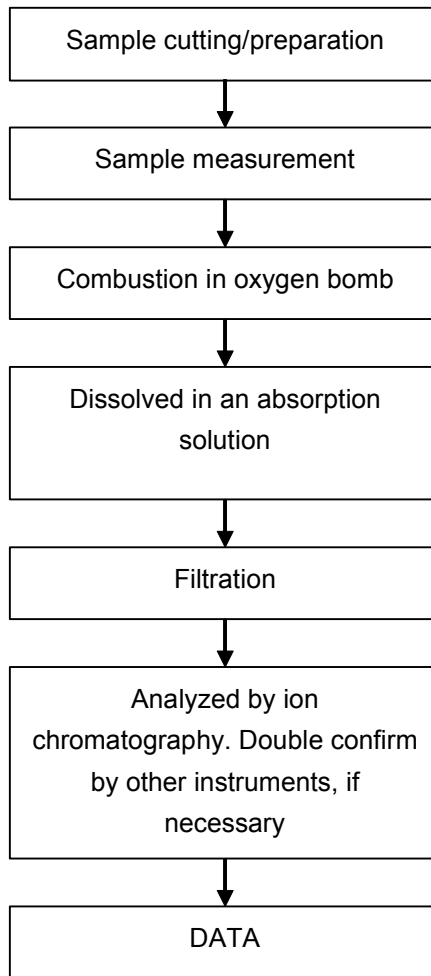 Sample cutting/preparation
Sample measurement
Combustion in oxygen bomb
Dissolved in an absorption
solution
Filtration
Analyzed by ion
chromatography. Double confirm
by other instruments, if
necessary
DATA